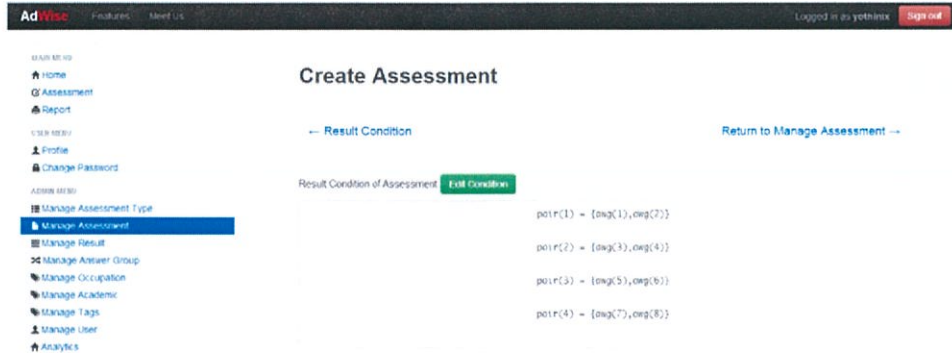 AdWise Features Meet Us Logged in as yothinix Sign out
MAIN MENU
Home
Assessment
Report
USER MENU
Profile
Change Password
ADMIN MENU
Manage Assessment Type
Manage Assessment
Manage Result
Manage Answer Group
Manage Occupation
Manage Academic
Manage Tags
Manage User
Analytics
Create Assessment
← Result Condition
Return to Manage Assessment →
Result Condition of Assessment Edit Condition
pair(1) = {awg(1),awg(2)}
pair(2) = {awg(3),awg(4)}
pair(3) = {awg(5),awg(6)}
pair(4) = {awg(7),awg(8)}